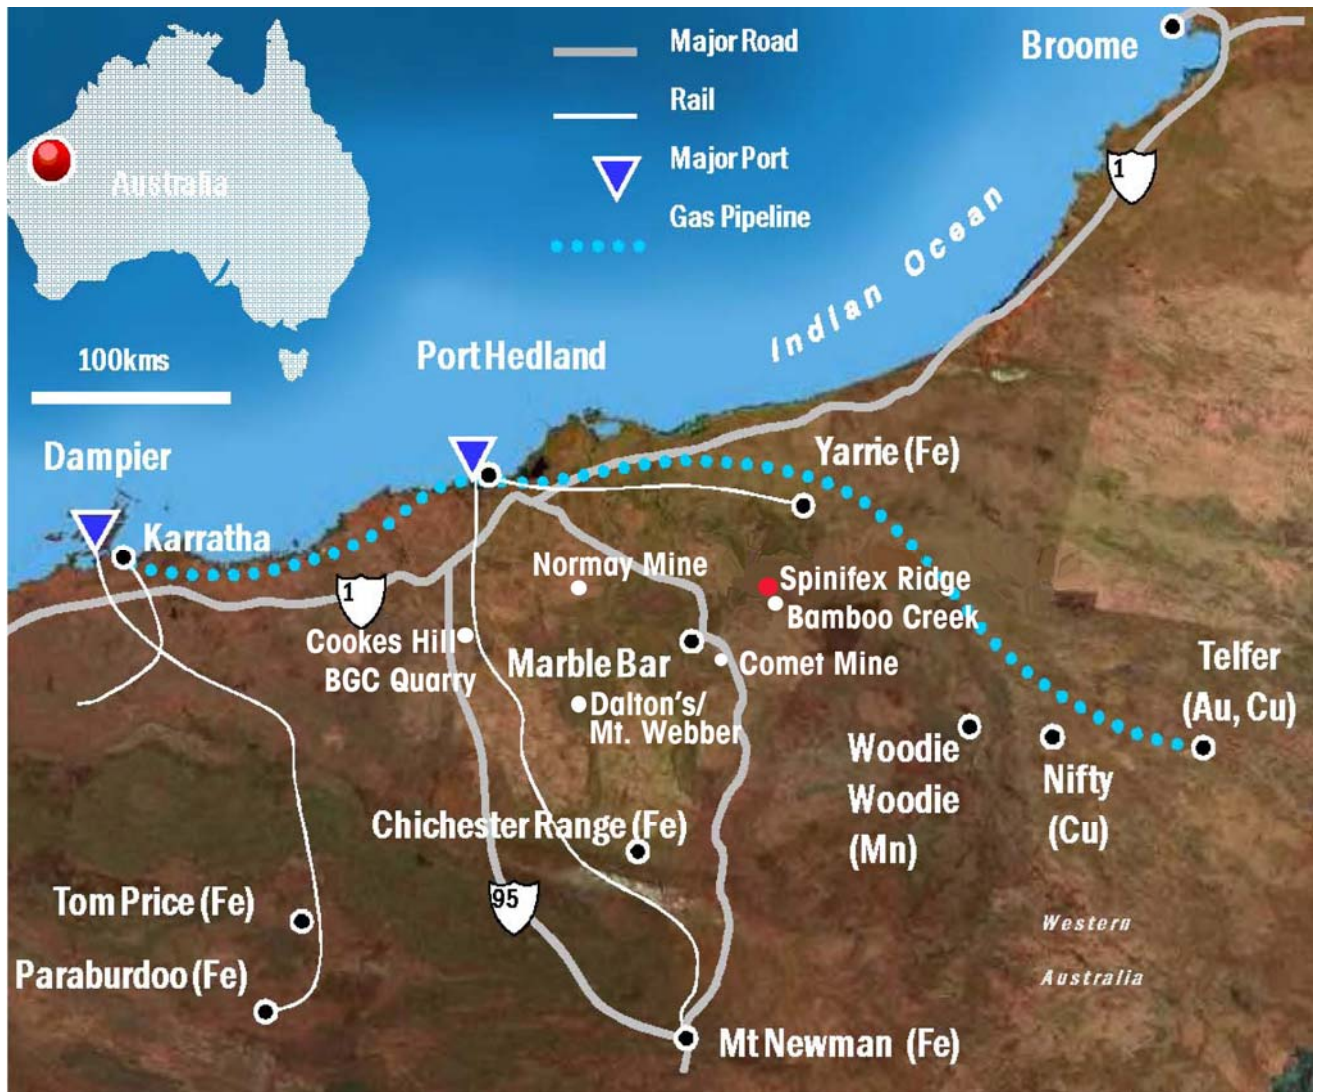 Major Road
Broome
Rail
Major Port
1
Australia
Gas Pipeline
Indian Ocean
100kms
Port Hedland
Dampier
Yarrie (Fe)
Karratha
Normay Mine
Spinifex Ridge
1
Bamboo Creek
Cookes Hill
BGC Quarry
Marble Bar
Comet Mine
Telfer
(Au, Cu)
Dalton's/
Mt. Webber
Woodie
Woodie
(Mn)
Nifty
(Cu)
Chichester Range (Fe)
Tom Price (Fe)
95
Western
Australia
Paraburdoo (Fe)
Mt Newman (Fe)